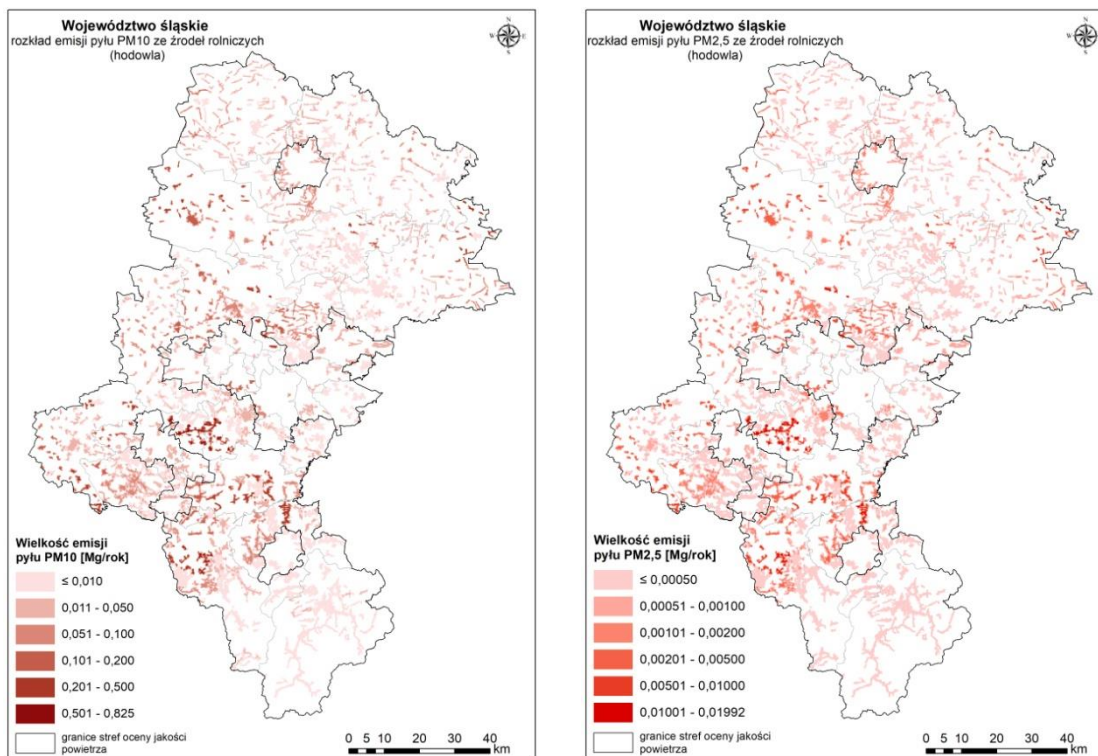 Województwo śląskie
rozkład emisji pyłu PM10 ze źródeł rolniczych
(hodowla)
N
W
E
S
Wielkość emisji
pyłu PM10 [Mg/rok]
≤ 0,010
0,011 - 0,050
0,051 - 0,100
0,101 - 0,200
0,201 - 0,500
0,501 - 0,825
granice stref oceny jakości
powietrza
0 5 10 20 30 40
km
Województwo śląskie
rozkład emisji pyłu PM2,5 ze źródeł rolniczych
(hodowla)
N
W
E
S
Wielkość emisji
pyłu PM2,5 [Mg/rok]
≤ 0,00050
0,00051 - 0,00100
0,00101 - 0,00200
0,00201 - 0,00500
0,00501 - 0,01000
0,01001 - 0,01992
granice stref oceny jakości
powietrza
0 5 10 20 30 40
km